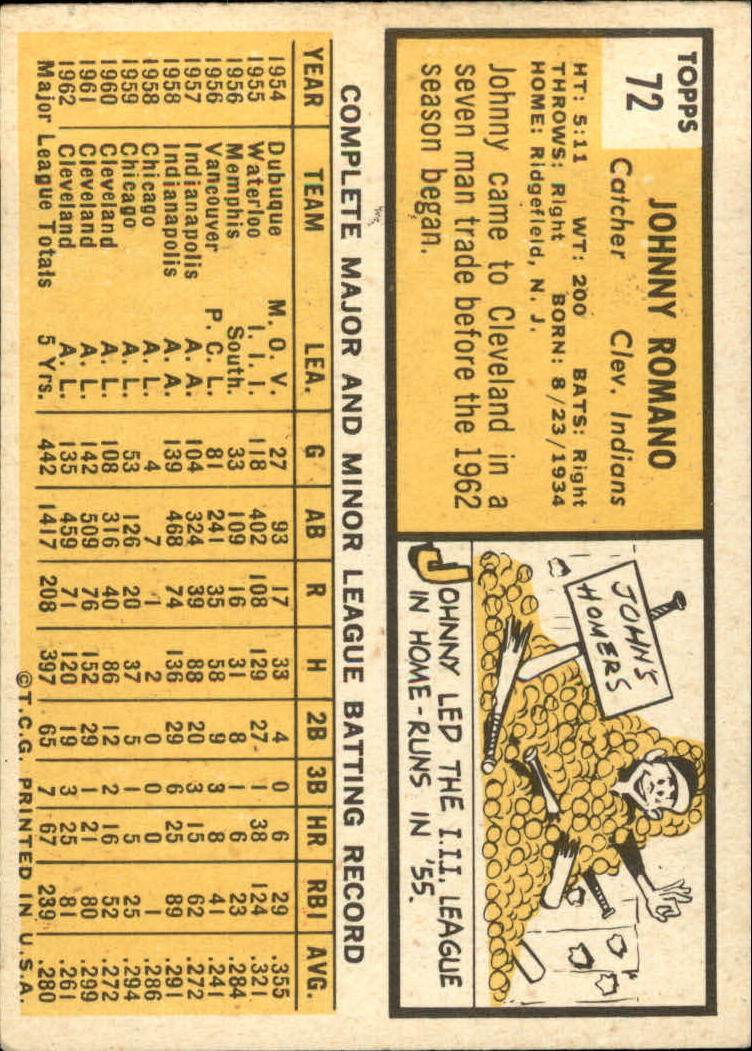 TOPPS
72
JOHNNY ROMANO
Catcher Clev. Indians
HT: 5:11 WT: 200 BATS: Right
THROWS: Right BORN: 8/23/1934
HOME: Ridgefield, N. J.
Johnny came to Cleveland in a
seven man trade before the 1962
season began.
JOHN'S
HOMERS
JOHNNY LED THE I.I.I. LEAGUE
IN HOME-RUNS IN '55.
COMPLETE MAJOR AND MINOR LEAGUE BATTING RECORD
YEAR TEAM LEA. G AB R H 2B 3B HR RBI AVG.
1954 Dubuque M. O. V. 27 93 17 33 4 0 6 29 .355
1955 Waterloo I. I. I. 118 402 108 129 27 1 38 124 .321
1956 Memphis South. 33 109 16 31 8 1 6 23 .284
1956 Vancouver P. C. L. 81 241 35 58 9 3 8 41 .241
1957 Indianapolis A. A. 104 324 39 88 20 3 15 62 .272
1958 Indianapolis A. A. 139 468 74 136 29 6 25 89 .291
1958 Chicago A. L. 4 7 1 2 0 0 0 1 .286
1959 Chicago A. L. 53 126 20 37 5 1 5 25 .294
1960 Cleveland A. L. 108 316 40 86 12 2 16 52 .272
1961 Cleveland A. L. 142 509 76 152 29 1 21 80 .299
1962 Cleveland A. L. 135 459 71 120 19 3 25 81 .261
Major League Totals 5 Yrs. 442 1417 208 397 65 7 67 239 .280
©T.C.G. PRINTED IN U.S.A.